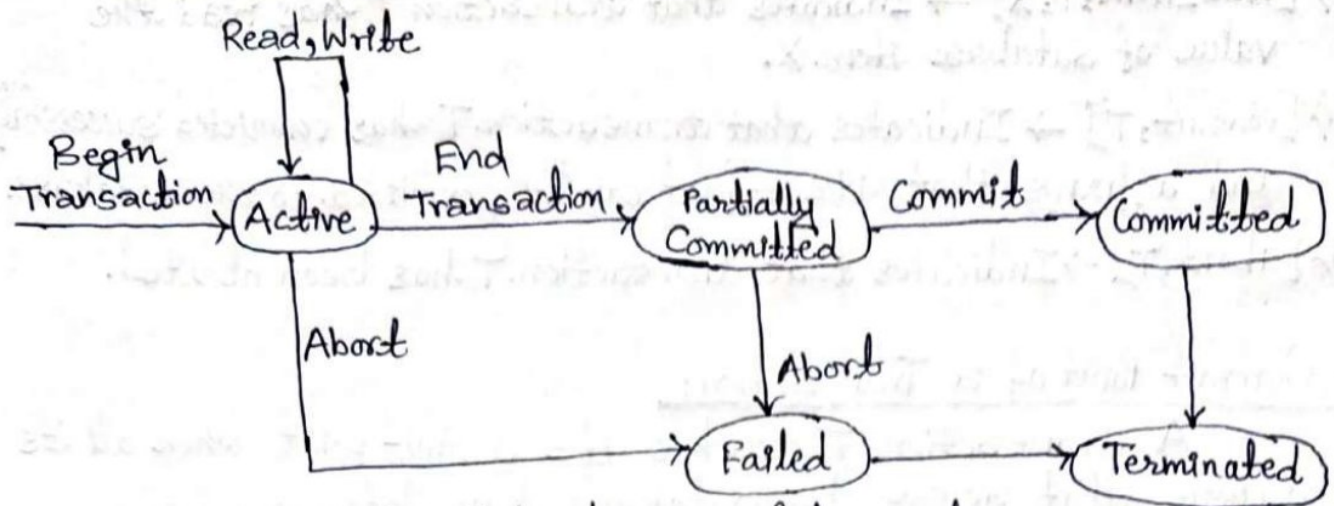 Read, Write
Begin
Transaction
Active
End
Transaction
Partially
Committed
Commit
Committed
Abort
Abort
Failed
Terminated